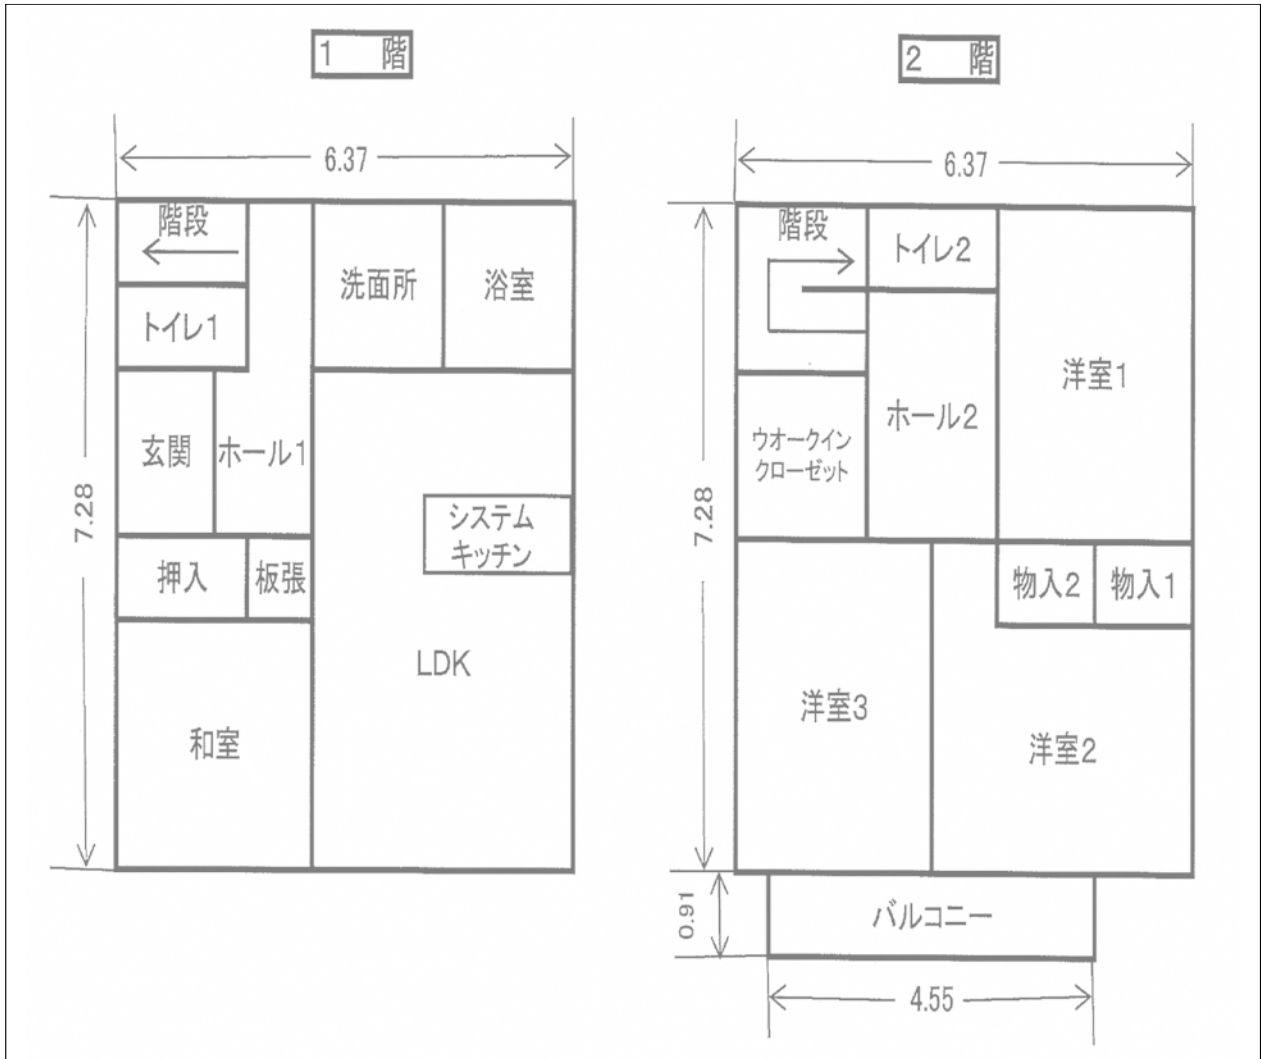 1 階
6.37
階段
洗面所
浴室
トイレ1
玄関
ホール1
7.28
システム
キッチン
押入
板張
LDK
和室
2 階
6.37
階段
トイレ2
洋室1
ホール2
ウオークイン
クローゼット
7.28
物入2
物入1
洋室3
洋室2
0.91
バルコニー
4.55